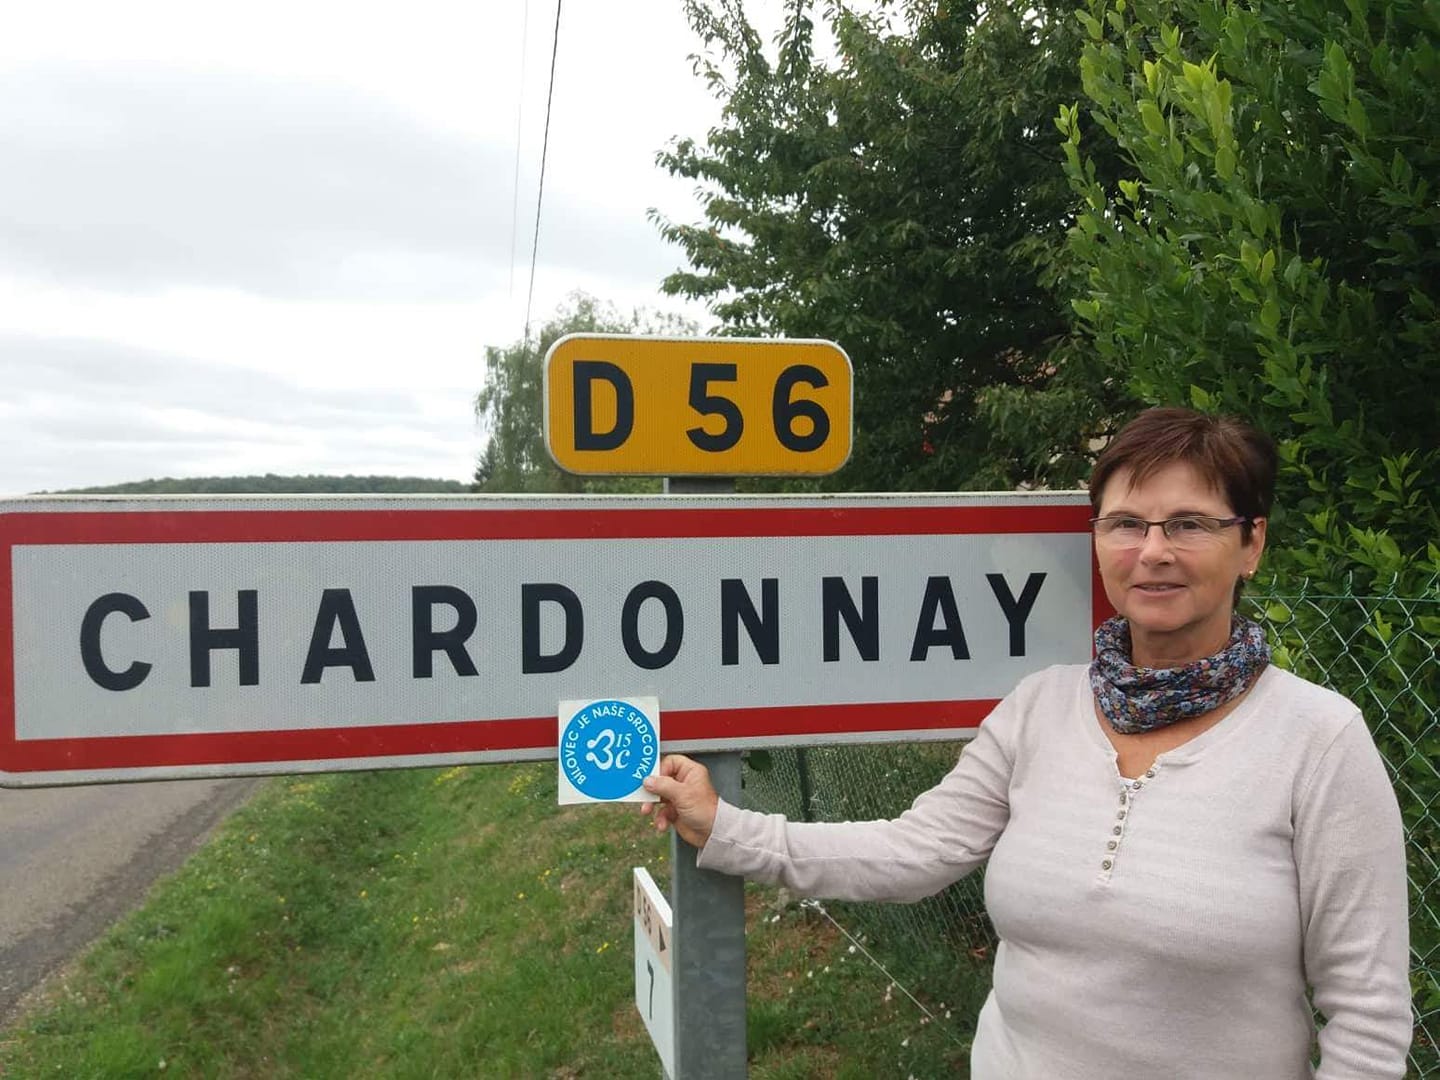 D 56
CHARDONNAY
BÍLOVEC JE NAŠE SRDCOVKA
15
D 56
7